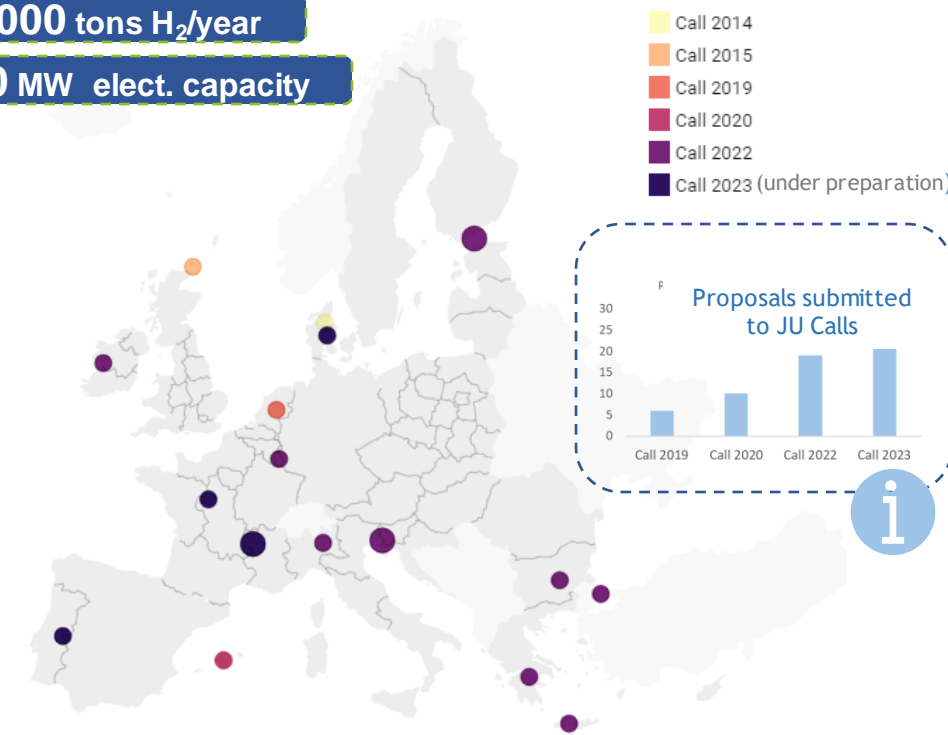 000 tons H₂/year
0 MW elect. capacity
Call 2014
Call 2015
Call 2019
Call 2020
Call 2022
Call 2023 (under preparation)
Proposals submitted
to JU Calls
30
25
20
15
10
5
0
Call 2019 Call 2020 Call 2022 Call 2023
i